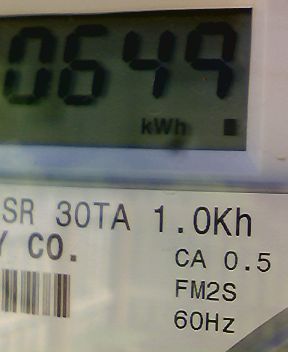 0649
kWh
SR 30TA 1.0Kh
Y CO.
CA 0.5
FM2S
60Hz